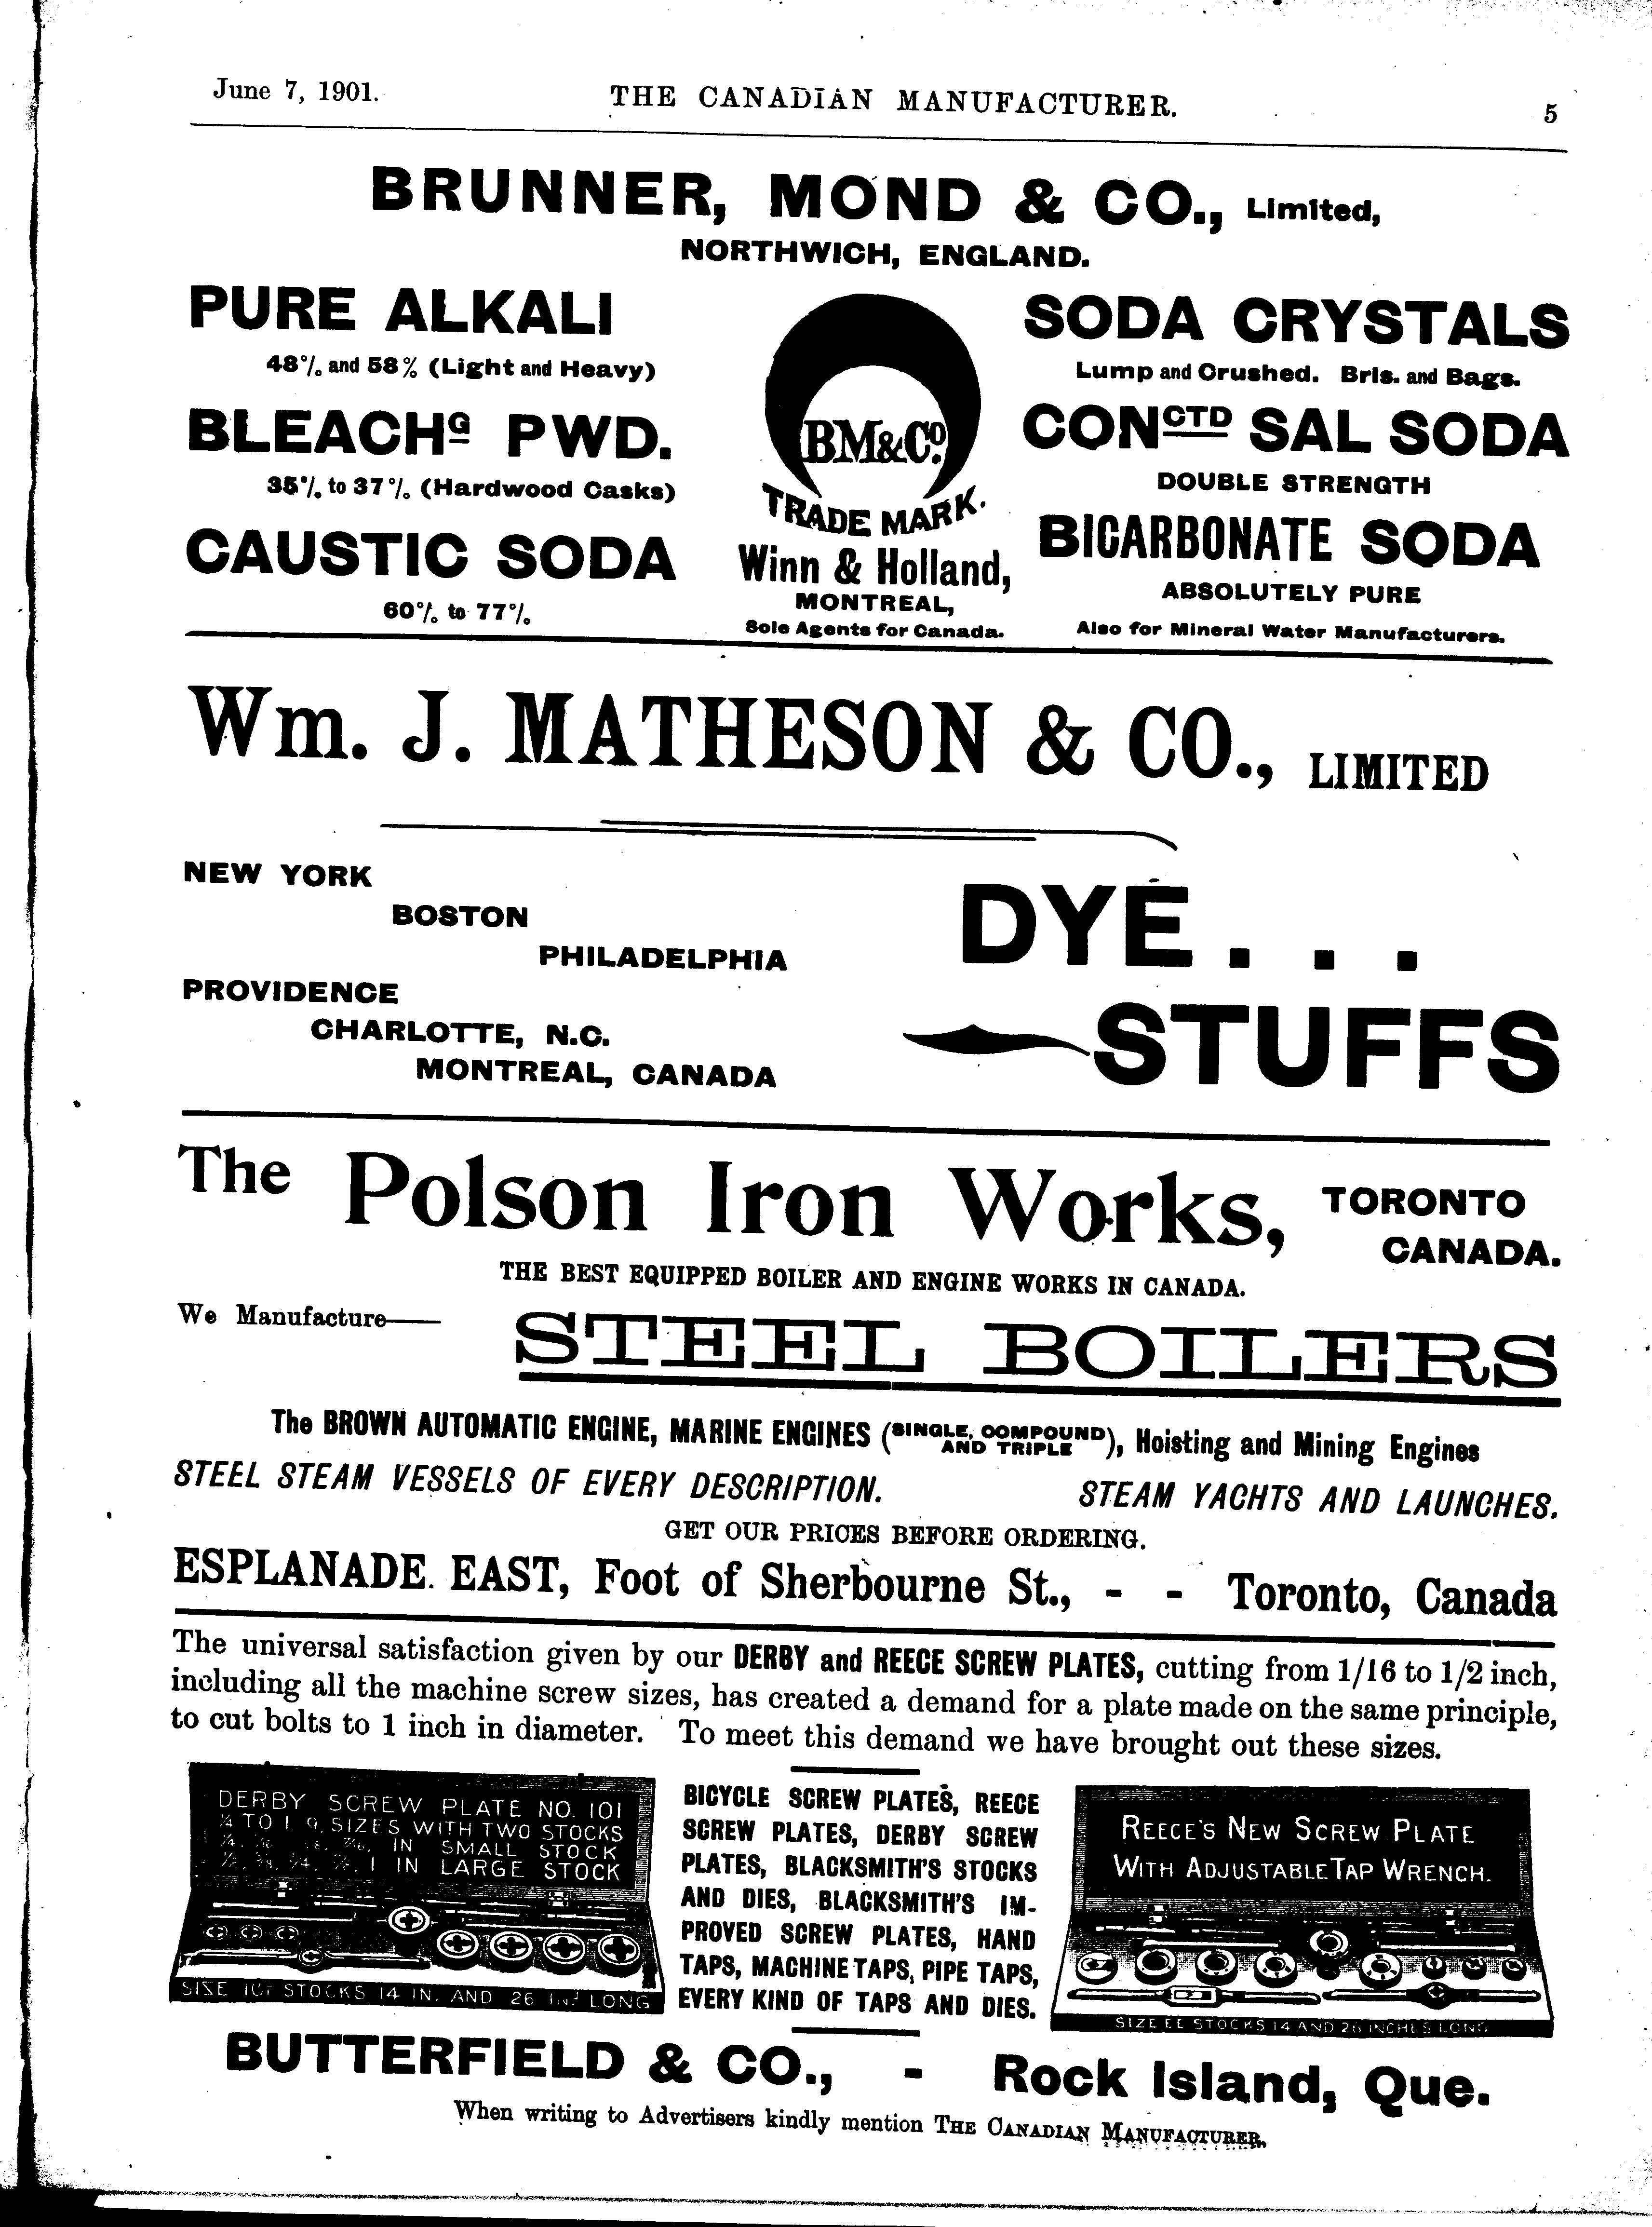 June 7, 1901.
THE CANADIAN MANUFACTURER.
5
BRUNNER, MOND & CO., Limited,
NORTHWICH, ENGLAND.
PURE ALKALI
48% and 58% (Light and Heavy)
BLEACHG PWD.
35% to 37% (Hardwood Casks)
CAUSTIC SODA
60% to 77%
BM&Co.
TRADE MARK.
Winn & Holland,
MONTREAL,
Sole Agents for Canada.
SODA CRYSTALS
Lump and Crushed. Brls. and Bags.
CONCTD SAL SODA
DOUBLE STRENGTH
BICARBONATE SODA
ABSOLUTELY PURE
Also for Mineral Water Manufacturers.
Wm. J. MATHESON & CO., LIMITED
NEW YORK
BOSTON
PHILADELPHIA
PROVIDENCE
CHARLOTTE, N.C.
MONTREAL, CANADA
DYE . . .
STUFFS
The Polson Iron Works, TORONTO
CANADA.
THE BEST EQUIPPED BOILER AND ENGINE WORKS IN CANADA.
We Manufacture—
STEEL BOILERS
The BROWN AUTOMATIC ENGINE, MARINE ENGINES (SINGLE, COMPOUND AND TRIPLE), Hoisting and Mining Engines
STEEL STEAM VESSELS OF EVERY DESCRIPTION. STEAM YACHTS AND LAUNCHES.
GET OUR PRICES BEFORE ORDERING.
ESPLANADE. EAST, Foot of Sherbourne St., - - Toronto, Canada
The universal satisfaction given by our DERBY and REECE SCREW PLATES, cutting from 1/16 to 1/2 inch,
including all the machine screw sizes, has created a demand for a plate made on the same principle,
to cut bolts to 1 inch in diameter. To meet this demand we have brought out these sizes.
DERBY SCREW PLATE NO. 101
¼ TO 1 9 SIZES WITH TWO STOCKS
IN SMALL STOCK
1 IN LARGE STOCK
STOCKS 14 IN. AND 26 LONG
BICYCLE SCREW PLATES, REECE
SCREW PLATES, DERBY SCREW
PLATES, BLACKSMITH'S STOCKS
AND DIES, BLACKSMITH'S IM-
PROVED SCREW PLATES, HAND
TAPS, MACHINE TAPS, PIPE TAPS,
EVERY KIND OF TAPS AND DIES.
REECE'S NEW SCREW PLATE
WITH ADJUSTABLE TAP WRENCH.
SIZE EE STOCKS 14 AND 26 INCHES LONG
BUTTERFIELD & CO., - Rock Island, Que.
When writing to Advertisers kindly mention THE CANADIAN MANUFACTURER.